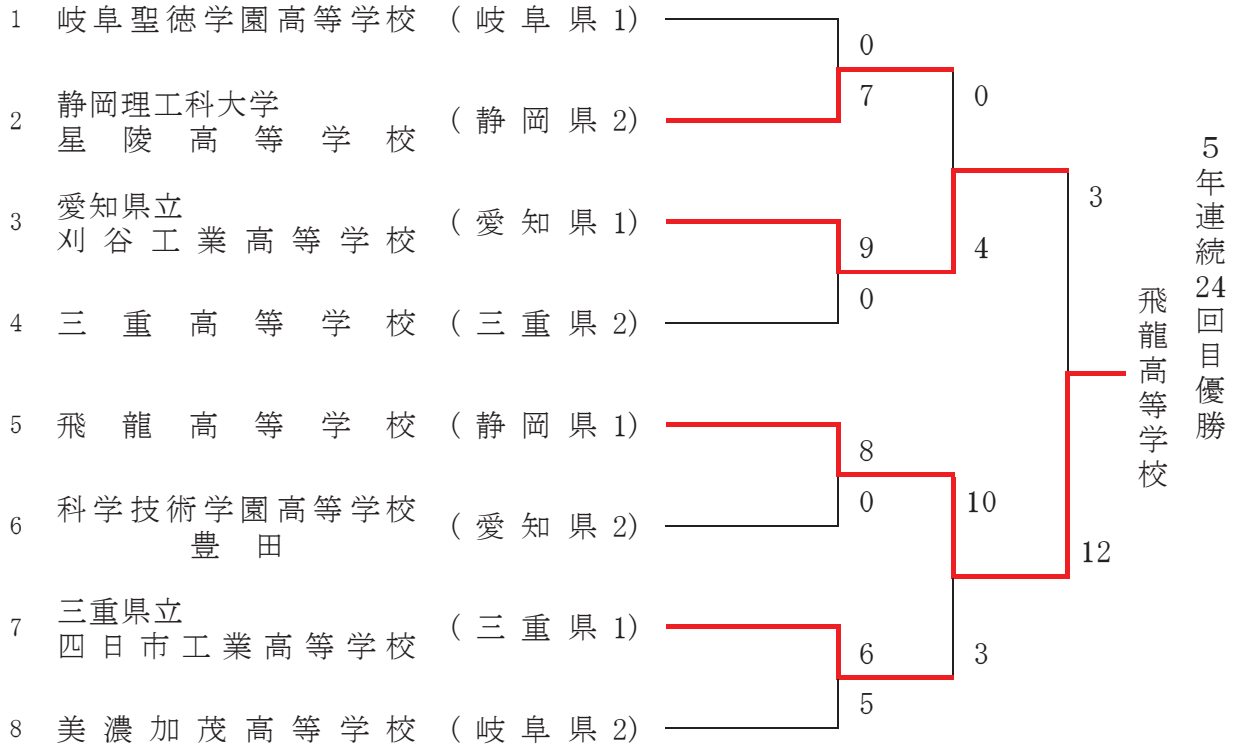 1 岐阜聖徳学園高等学校 (岐阜県1)
0
7
0
2 静岡理工科大学
星陵高等学校 (静岡県2)
3
3 愛知県立
刈谷工業高等学校 (愛知県1)
9
4
0
4 三重高等学校 (三重県2)
5年連続24回目優勝
飛龍高等学校
5 飛龍高等学校 (静岡県1)
8
0
10
6 科学技術学園高等学校
豊田 (愛知県2)
12
7 三重県立
四日市工業高等学校 (三重県1)
6
3
5
8 美濃加茂高等学校 (岐阜県2)